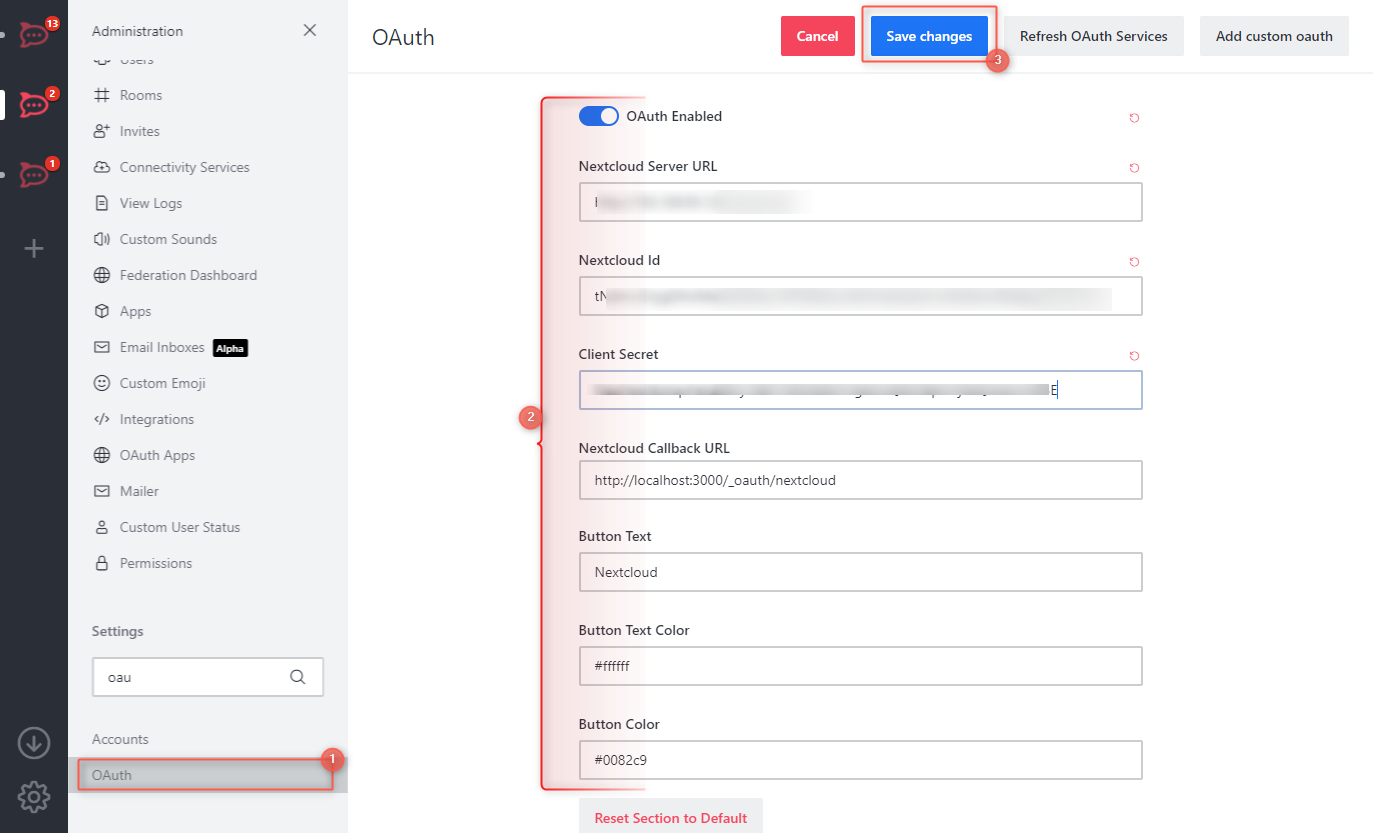 13
2
1
Administration
Users
Rooms
Invites
Connectivity Services
View Logs
Custom Sounds
Federation Dashboard
Apps
Email Inboxes Alpha
Custom Emoji
Integrations
OAuth Apps
Mailer
Custom User Status
Permissions
Settings
oau
Accounts
OAuth
1
OAuth
Cancel
Save changes
Refresh OAuth Services
Add custom oauth
3
2
OAuth Enabled
Nextcloud Server URL
Nextcloud Id
Client Secret
Nextcloud Callback URL
http://localhost:3000/_oauth/nextcloud
Button Text
Nextcloud
Button Text Color
#ffffff
Button Color
#0082c9
Reset Section to Default